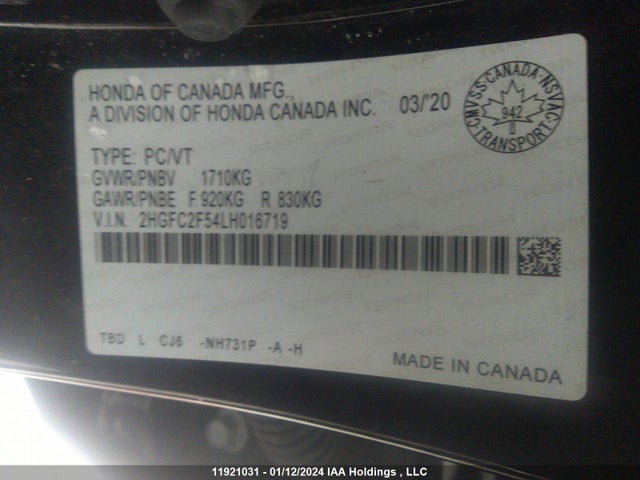 HONDA OF CANADA MFG.,
A DIVISION OF HONDA CANADA INC. 03/'20
CMVSS·CANADA·NSVAC
942
TRANSPORT
TYPE: PC/VT
GVWR/PNBV 1710KG
GAWR/PNBE F 920KG R 830KG
V.I.N. 2HGFC2F54LH016719
TBD L CJ6 -NH731P -A -H
MADE IN CANADA
11921031 - 01/12/2024 IAA Holdings , LLC